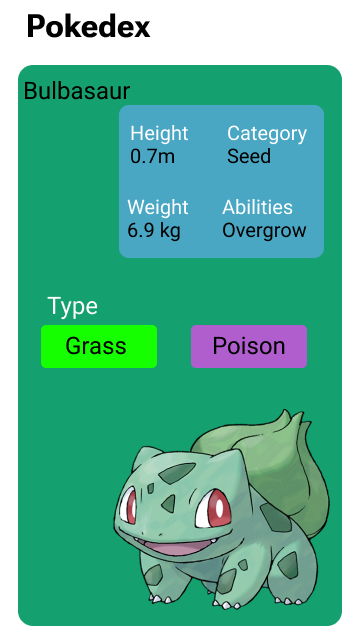 Pokedex
Bulbasaur
Height Category
0.7m Seed
Weight Abilities
6.9 kg Overgrow
Type
Grass Poison